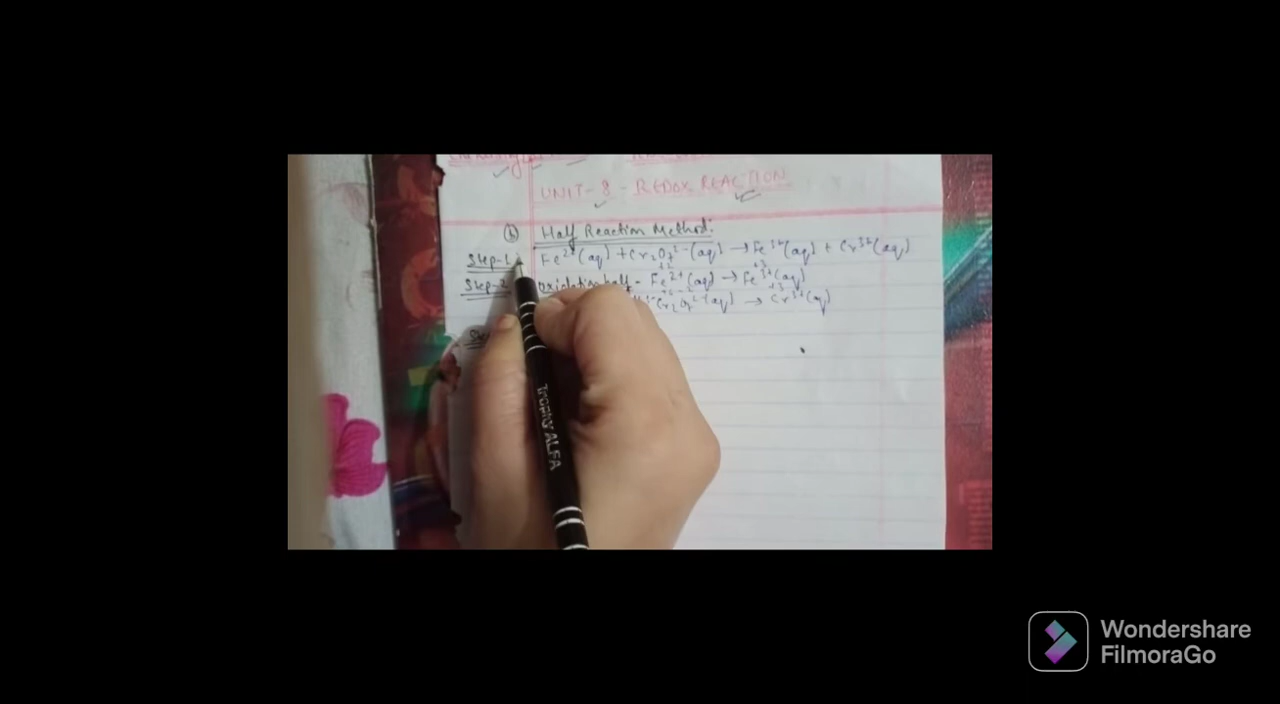 UNIT-8 - REDOX REACTION
(b) Half Reaction Method:
Step-1 Fe²⁺(aq) + Cr₂O₇²⁻(aq) → Fe³⁺(aq) + Cr³⁺(aq)
Step-2 Oxidation half - Fe²⁺(aq) → Fe³⁺(aq)
Cr₂O₇²⁻(aq) → Cr³⁺(aq)
TROPHY ALFA
Wondershare
FilmoraGo